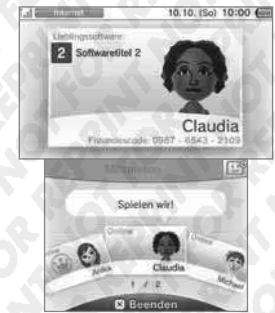 Internet 10.10. (So) 10:00
Lieblingssoftware:
2 Softwaretitel 2
Claudia
Freundescode: 0987 - 6543 - 2109
Mitspielen
Spielen wir!
Online
Online
Anika
Claudia
Michael
1 / 2
X Beenden